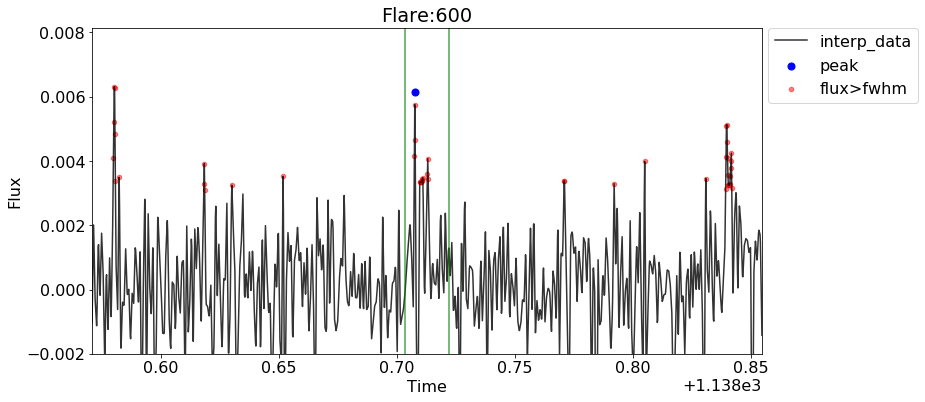 Flare:600
0.008
0.006
0.004
0.002
0.000
−0.002
Flux
0.60
0.65
0.70
0.75
0.80
0.85
Time
+1.138e3
interp_data
peak
flux>fwhm